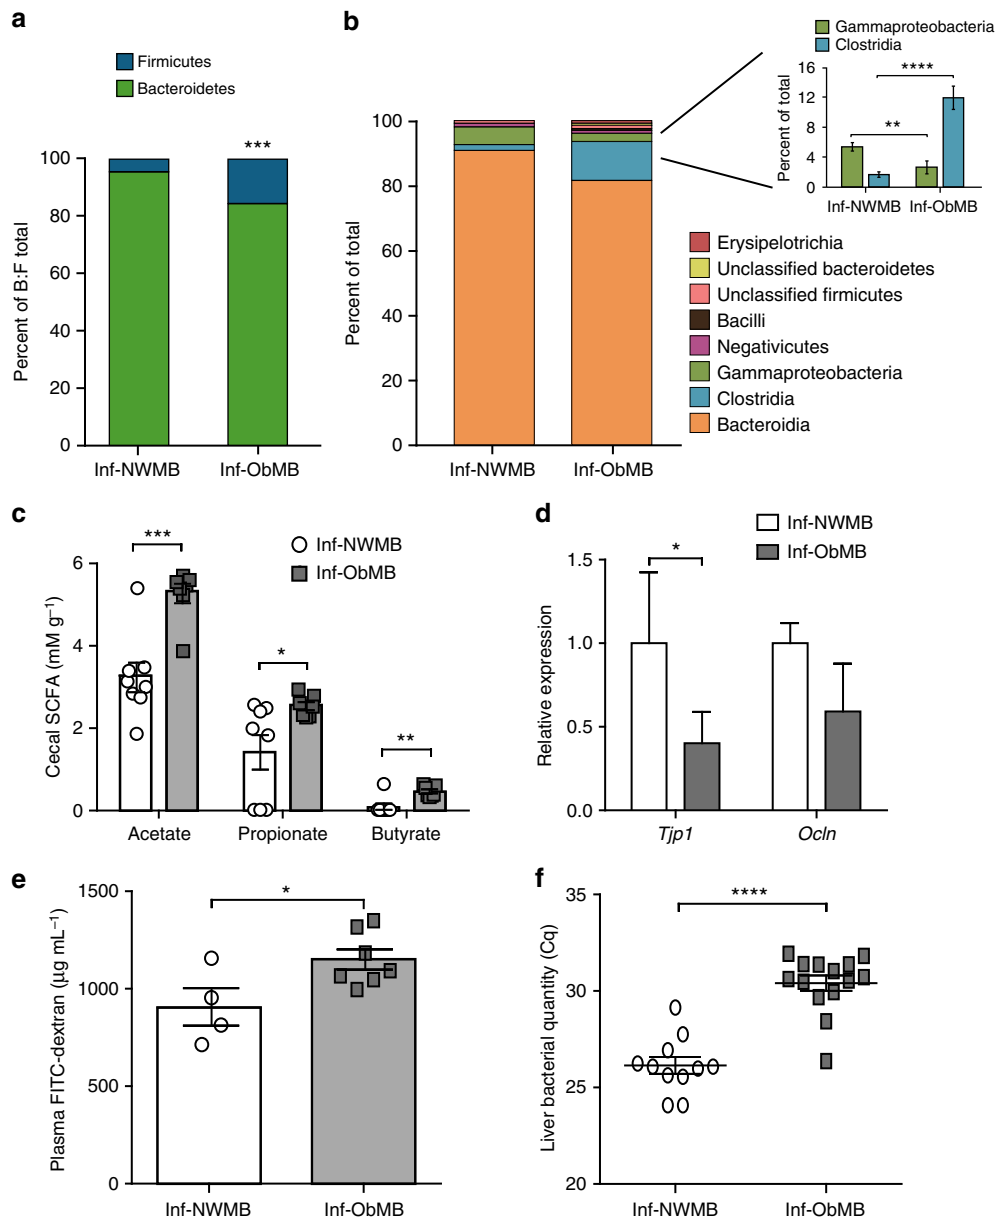 a
Firmicutes
Bacteroidetes
Percent of B:F total
100
80
60
40
20
0
***
Inf-NWMB
Inf-ObMB
b
Percent of total
100
80
60
40
20
0
Inf-NWMB
Inf-ObMB
Gammaproteobacteria
Clostridia
Percent of total
16
12
8
4
0
****
**
Inf-NWMB
Inf-ObMB
Erysipelotrichia
Unclassified bacteroidetes
Unclassified firmicutes
Bacilli
Negativicutes
Gammaproteobacteria
Clostridia
Bacteroidia
c
Inf-NWMB
Inf-ObMB
Cecal SCFA (mM g⁻¹)
6
4
2
0
***
*
**
Acetate
Propionate
Butyrate
d
Inf-NWMB
Inf-ObMB
Relative expression
1.5
1.0
0.5
0.0
*
Tjp1
Ocln
e
Plasma FITC-dextran (µg mL⁻¹)
1500
1000
500
0
*
Inf-NWMB
Inf-ObMB
f
Liver bacterial quantity (Cq)
35
30
25
20
****
Inf-NWMB
Inf-ObMB